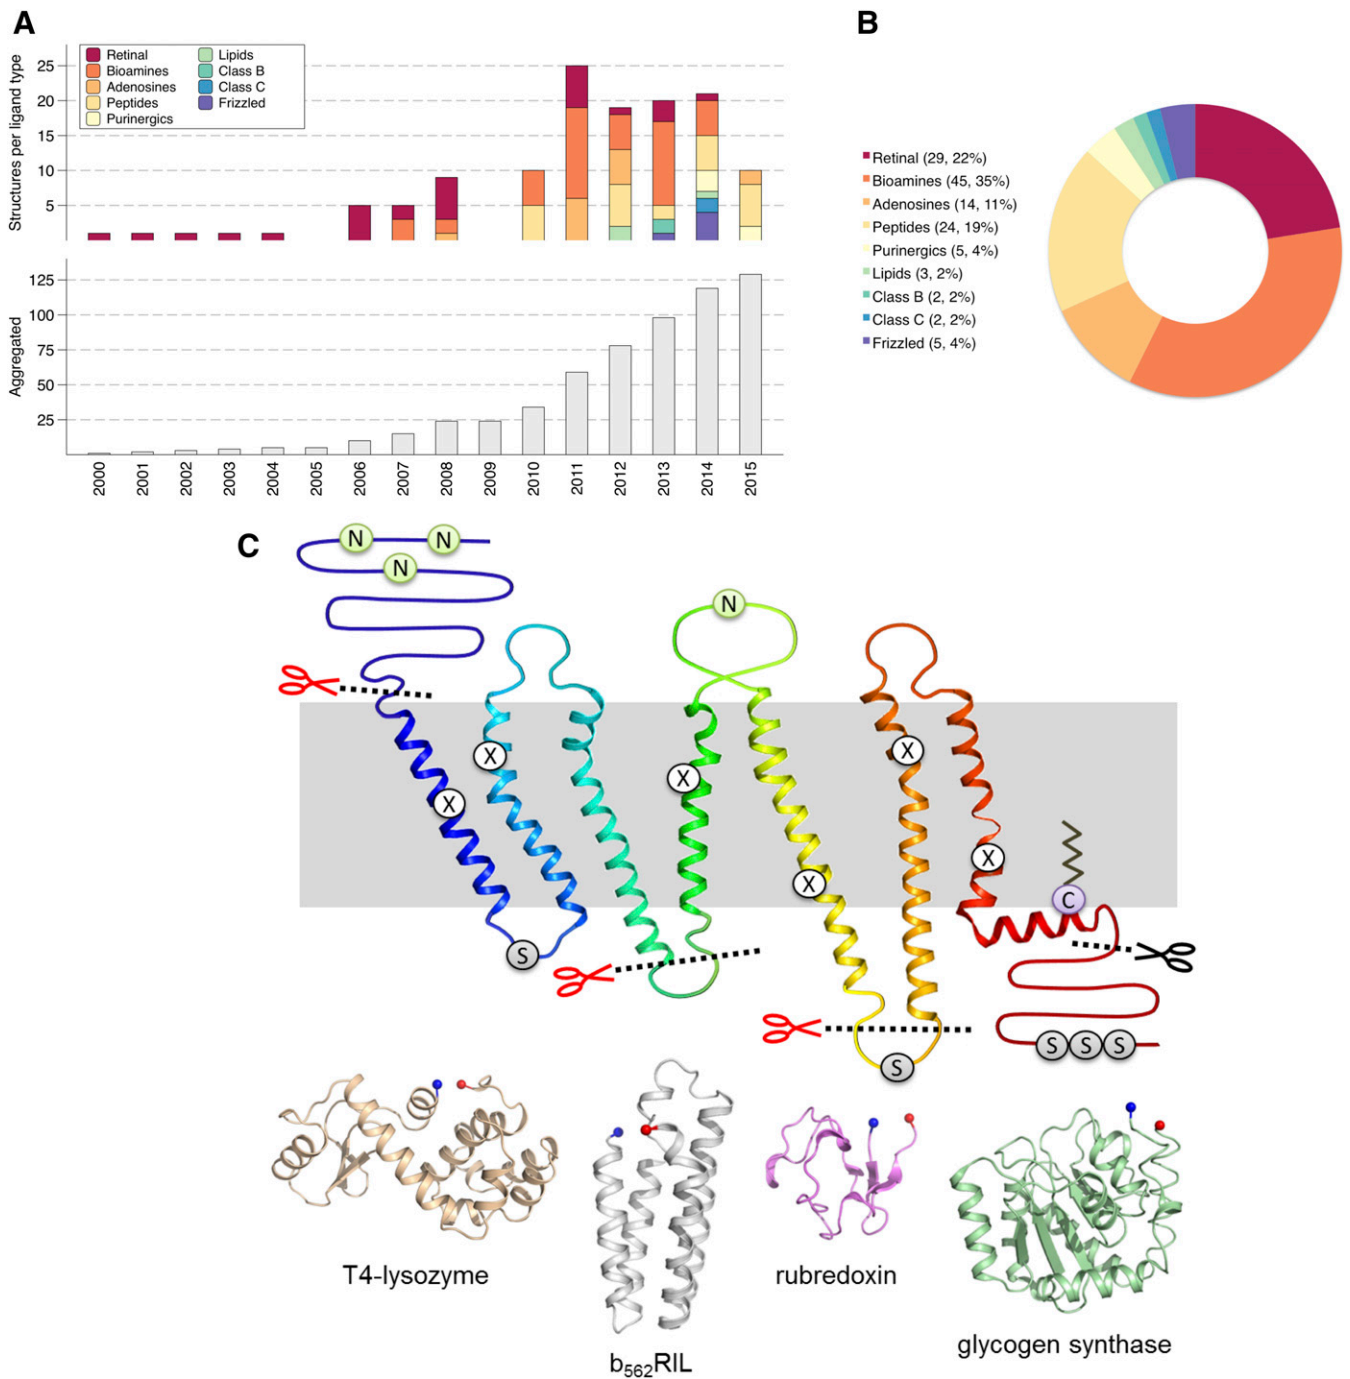 A
B
Structures per ligand type
25
20
15
10
5
Retinal
Bioamines
Adenosines
Peptides
Purinergics
Lipids
Class B
Class C
Frizzled
Aggregated
125
100
75
50
25
2000
2001
2002
2003
2004
2005
2006
2007
2008
2009
2010
2011
2012
2013
2014
2015
Retinal (29, 22%)
Bioamines (45, 35%)
Adenosines (14, 11%)
Peptides (24, 19%)
Purinergics (5, 4%)
Lipids (3, 2%)
Class B (2, 2%)
Class C (2, 2%)
Frizzled (5, 4%)
C
N N
N
N
X
X
X
X
X
X
X
C
S
S
S S S
T4-lysozyme
b562RIL
rubredoxin
glycogen synthase